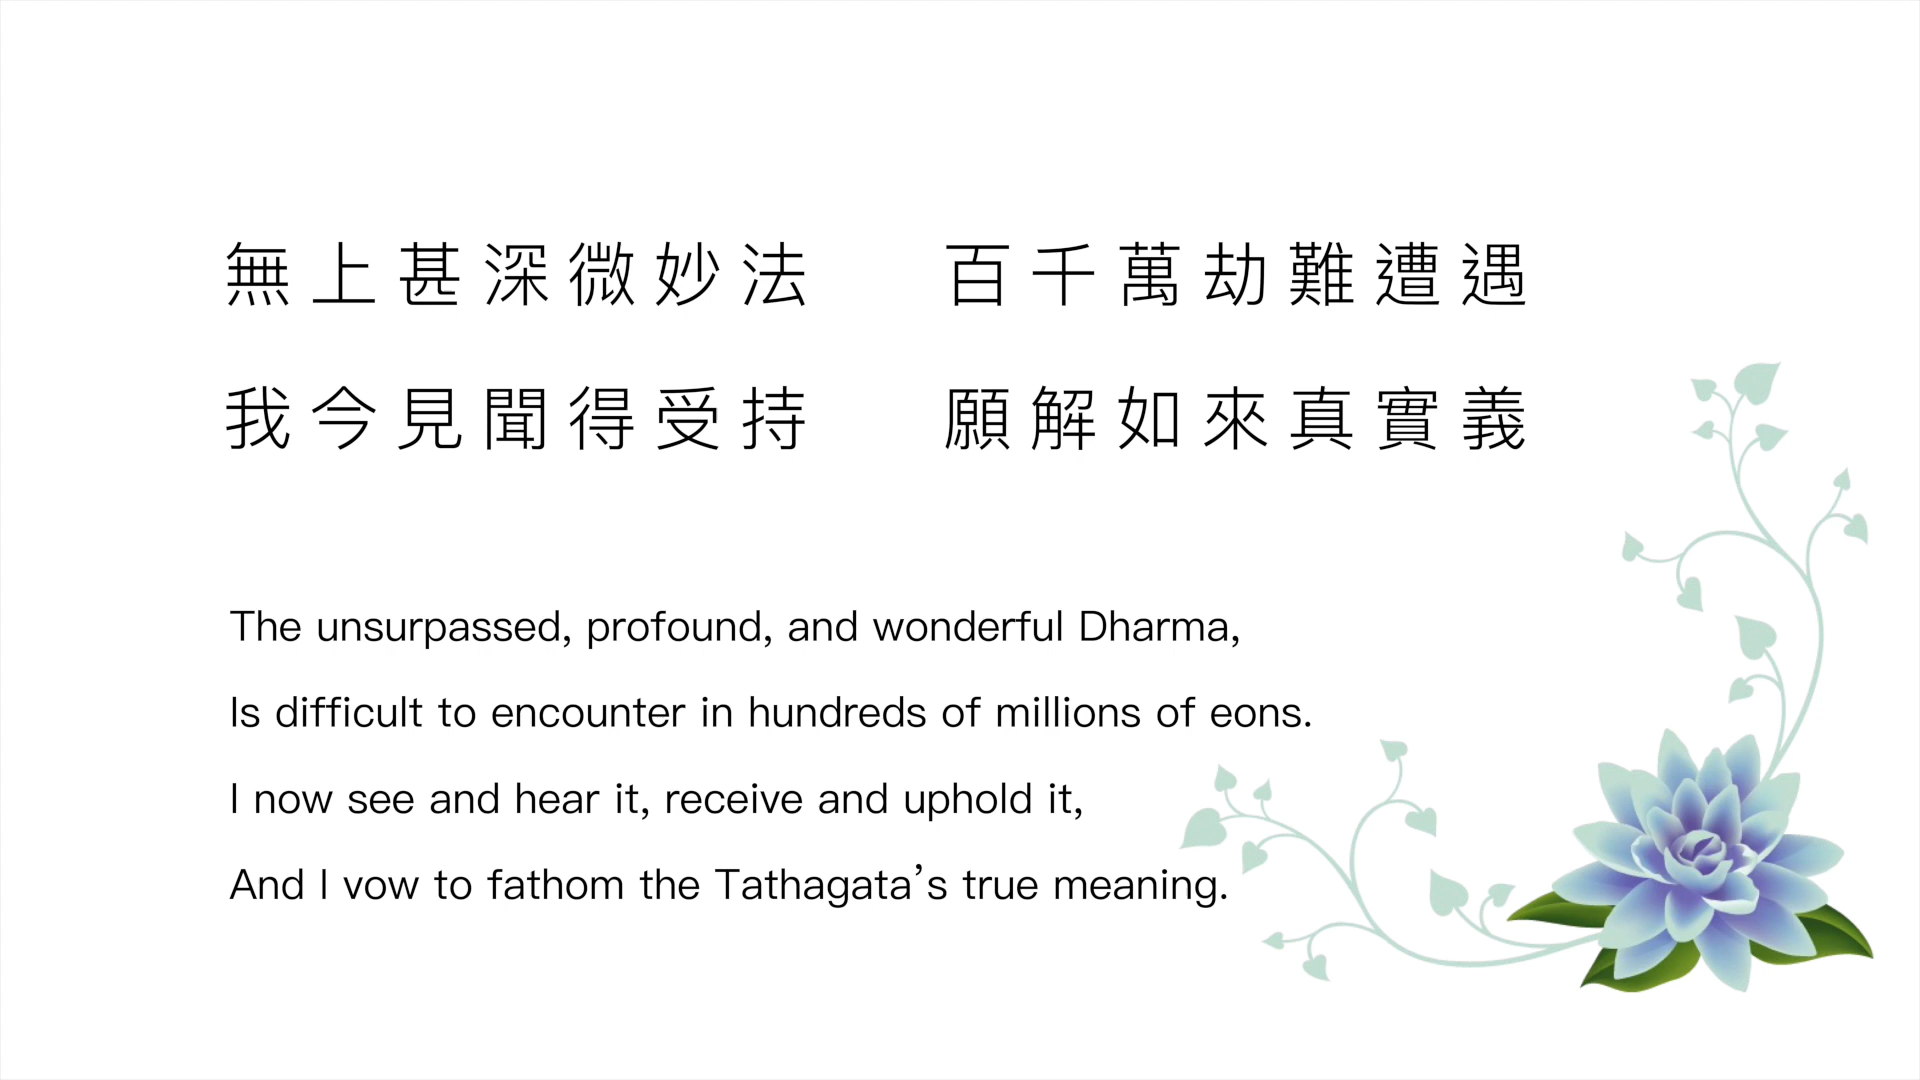 無上甚深微妙法　百千萬劫難遭遇
我今見聞得受持　願解如來真實義
The unsurpassed, profound, and wonderful Dharma,
Is difficult to encounter in hundreds of millions of eons.
I now see and hear it, receive and uphold it,
And I vow to fathom the Tathagata’s true meaning.